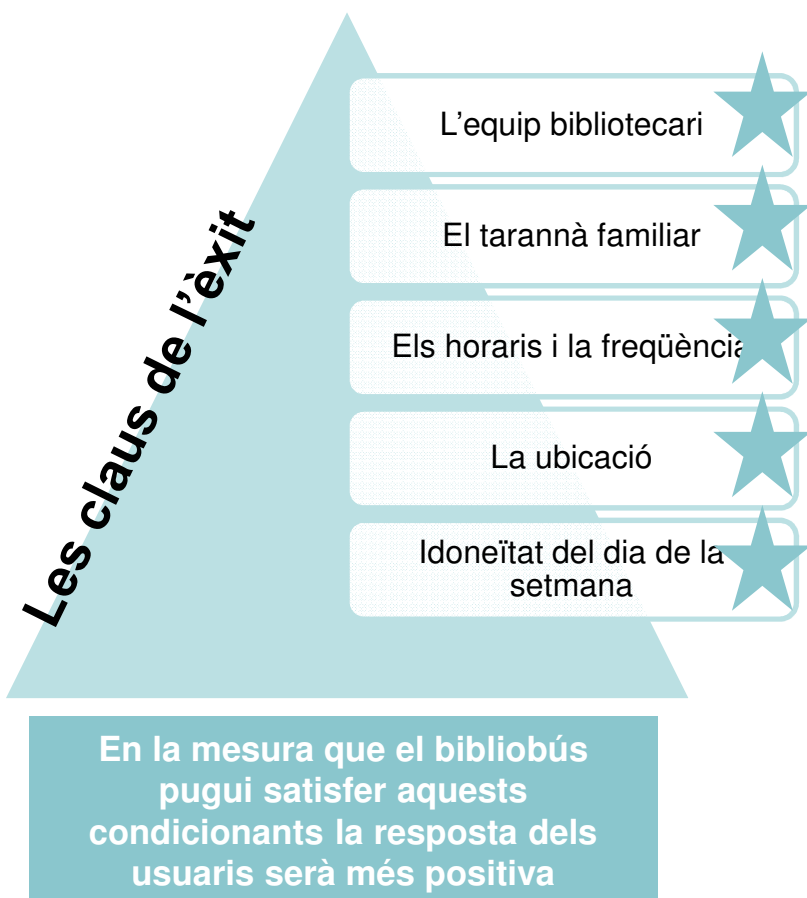 Les claus de l'èxit
L'equip bibliotecari
El tarannà familiar
Els horaris i la freqüència
La ubicació
Idoneïtat del dia de la
setmana
En la mesura que el bibliobús
pugui satisfer aquests
condicionants la resposta dels
usuaris serà més positiva